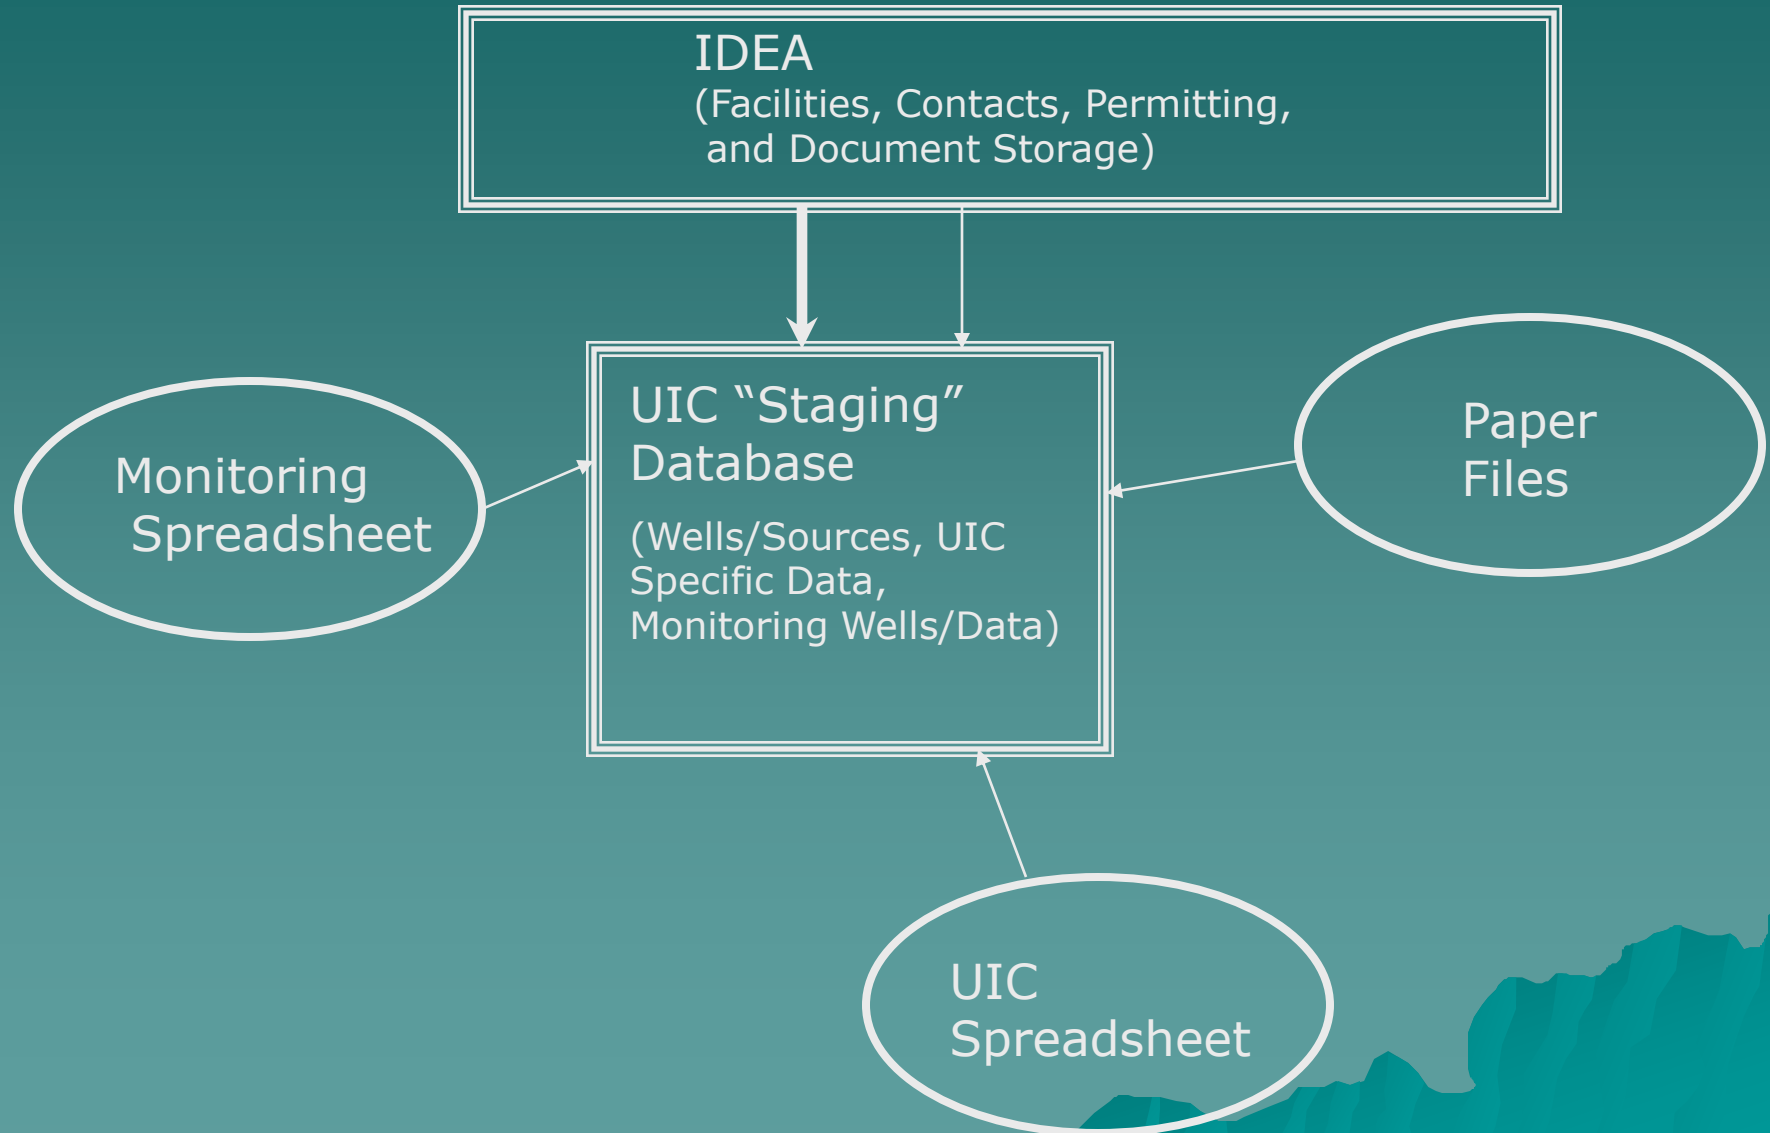 IDEA
(Facilities, Contacts, Permitting,
and Document Storage)
UIC “Staging”
Database
(Wells/Sources, UIC
Specific Data,
Monitoring Wells/Data)
Monitoring
Spreadsheet
Paper
Files
UIC
Spreadsheet